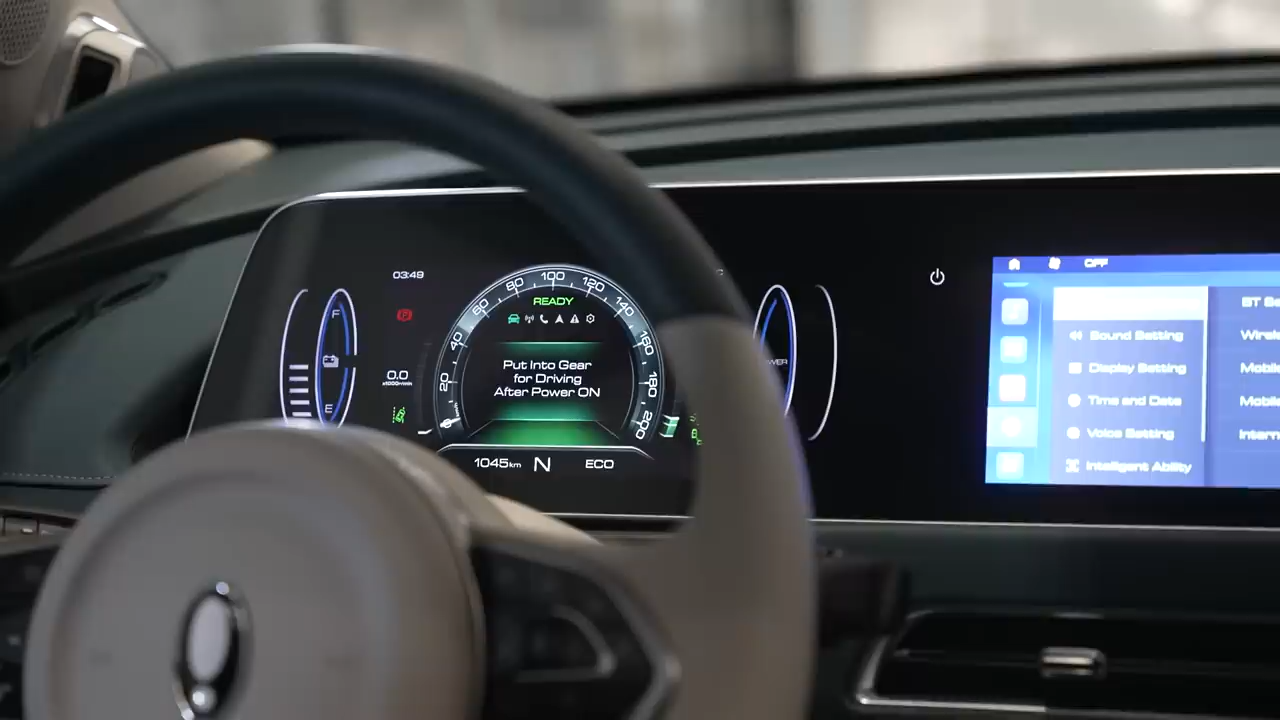 03:49
F
E
0.0
x1000r/min
0
20
40
60
80
100
120
140
160
180
200
km/h
READY
Put Into Gear
for Driving
After Power ON
1045km
N
ECO
OFF
Sound Setting
Display Setting
Time and Date
Voice Setting
Intelligent Ability